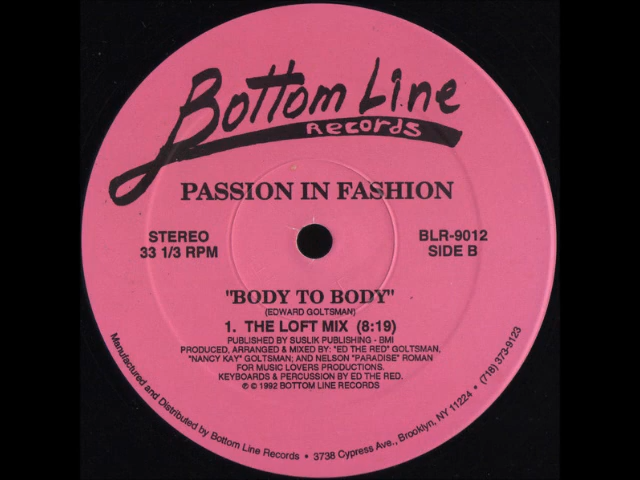 Bottom Line
Records
PASSION IN FASHION
STEREO
33 1/3 RPM
BLR-9012
SIDE B
"BODY TO BODY"
(EDWARD GOLTSMAN)
1. THE LOFT MIX (8:19)
PUBLISHED BY SUSLIK PUBLISHING - BMI
PRODUCED, ARRANGED & MIXED BY: "ED THE RED" GOLTSMAN,
"NANCY KAY" GOLTSMAN; AND NELSON "PARADISE" ROMAN
FOR MUSIC LOVERS PRODUCTIONS.
KEYBOARDS & PERCUSSION BY ED THE RED.
℗ © 1992 BOTTOM LINE RECORDS
Manufactured and Distributed by Bottom Line Records • 3738 Cypress Ave., Brooklyn, NY 11224 • (718) 373-9123